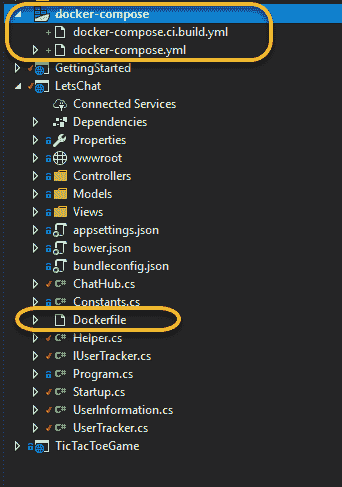 docker-compose
docker-compose.ci.build.yml
docker-compose.yml
GettingStarted
LetsChat
Connected Services
Dependencies
Properties
wwwroot
Controllers
Models
Views
appsettings.json
bower.json
bundleconfig.json
C# ChatHub.cs
C# Constants.cs
Dockerfile
C# Helper.cs
C# IUserTracker.cs
C# Program.cs
C# Startup.cs
C# UserInformation.cs
C# UserTracker.cs
TicTacToeGame